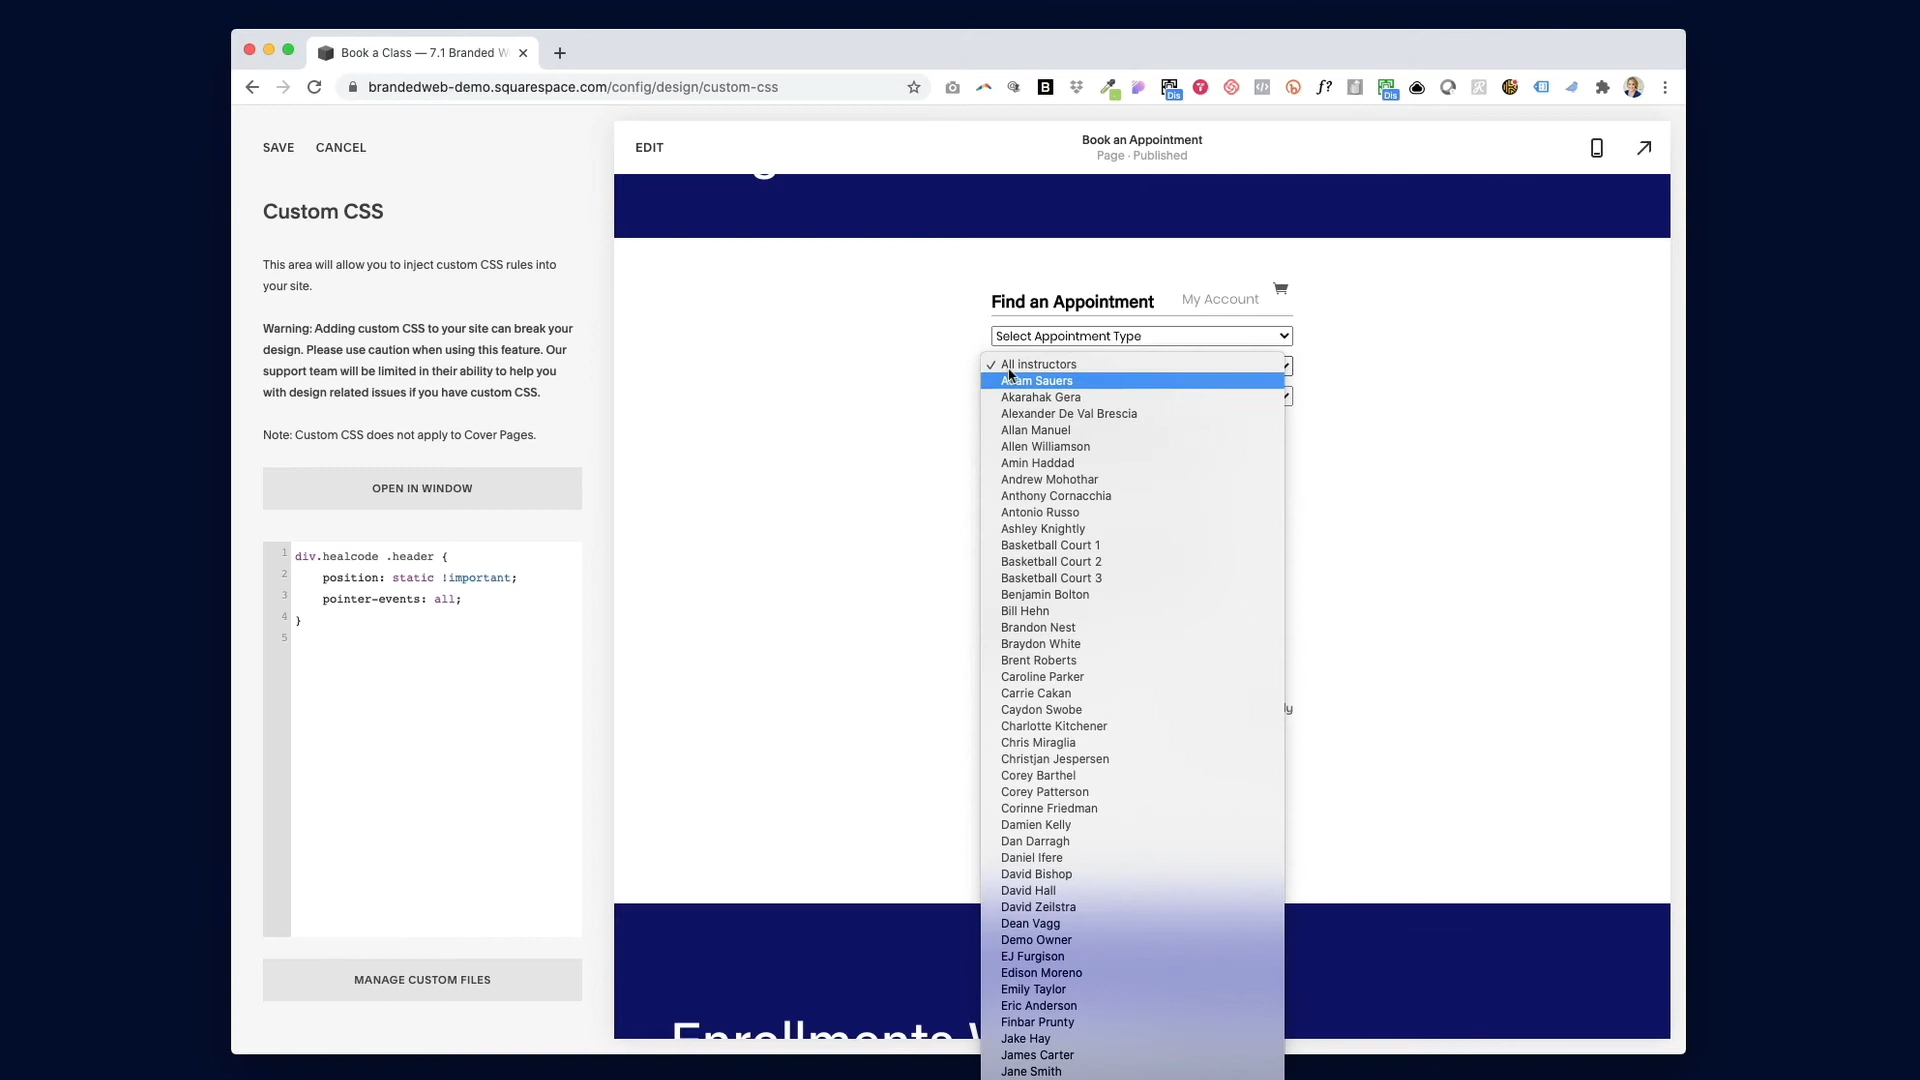 Book a Class — 7.1 Branded W
brandedweb-demo.squarespace.com/config/design/custom-css
SAVE CANCEL
Custom CSS
This area will allow you to inject custom CSS rules into
your site.
Warning: Adding custom CSS to your site can break your
design. Please use caution when using this feature. Our
support team will be limited in their ability to help you
with design related issues if you have custom CSS.
Note: Custom CSS does not apply to Cover Pages.
OPEN IN WINDOW
1 div.healcode .header {
2 position: static !important;
3 pointer-events: all;
4 }
5
MANAGE CUSTOM FILES
EDIT
Book an Appointment
Page · Published
Find an Appointment My Account
Select Appointment Type
✓ All instructors
Adam Sauers
Akarahak Gera
Alexander De Val Brescia
Allan Manuel
Allen Williamson
Amin Haddad
Andrew Mohothar
Anthony Cornacchia
Antonio Russo
Ashley Knightly
Basketball Court 1
Basketball Court 2
Basketball Court 3
Benjamin Bolton
Bill Hehn
Brandon Nest
Braydon White
Brent Roberts
Caroline Parker
Carrie Cakan
Caydon Swobe
Charlotte Kitchener
Chris Miraglia
Christjan Jespersen
Corey Barthel
Corey Patterson
Corinne Friedman
Damien Kelly
Dan Darragh
Daniel Ifere
David Bishop
David Hall
David Zeilstra
Dean Vagg
Demo Owner
EJ Furgison
Edison Moreno
Emily Taylor
Eric Anderson
Finbar Prunty
Jake Hay
James Carter
Jane Smith
Enrollments